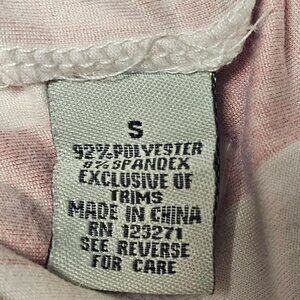 S
92% POLYESTER
8% SPANDEX
EXCLUSIVE OF
TRIMS
MADE IN CHINA
RN 123271
SEE REVERSE
FOR CARE